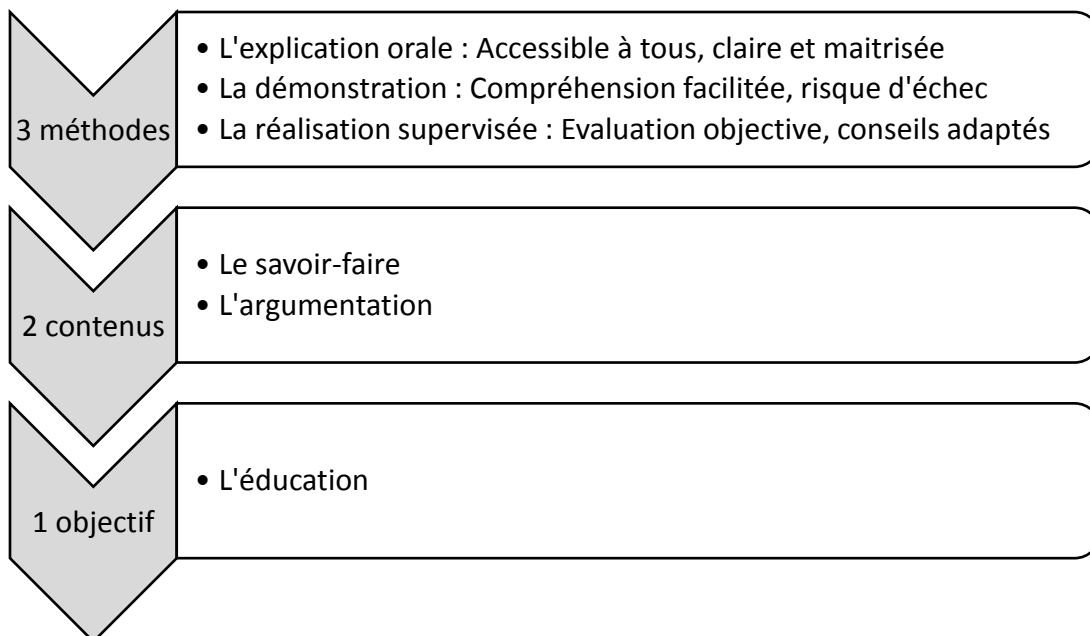 3 méthodes
• L'explication orale : Accessible à tous, claire et maitrisée
• La démonstration : Compréhension facilitée, risque d'échec
• La réalisation supervisée : Evaluation objective, conseils adaptés
2 contenus
• Le savoir-faire
• L'argumentation
1 objectif
• L'éducation